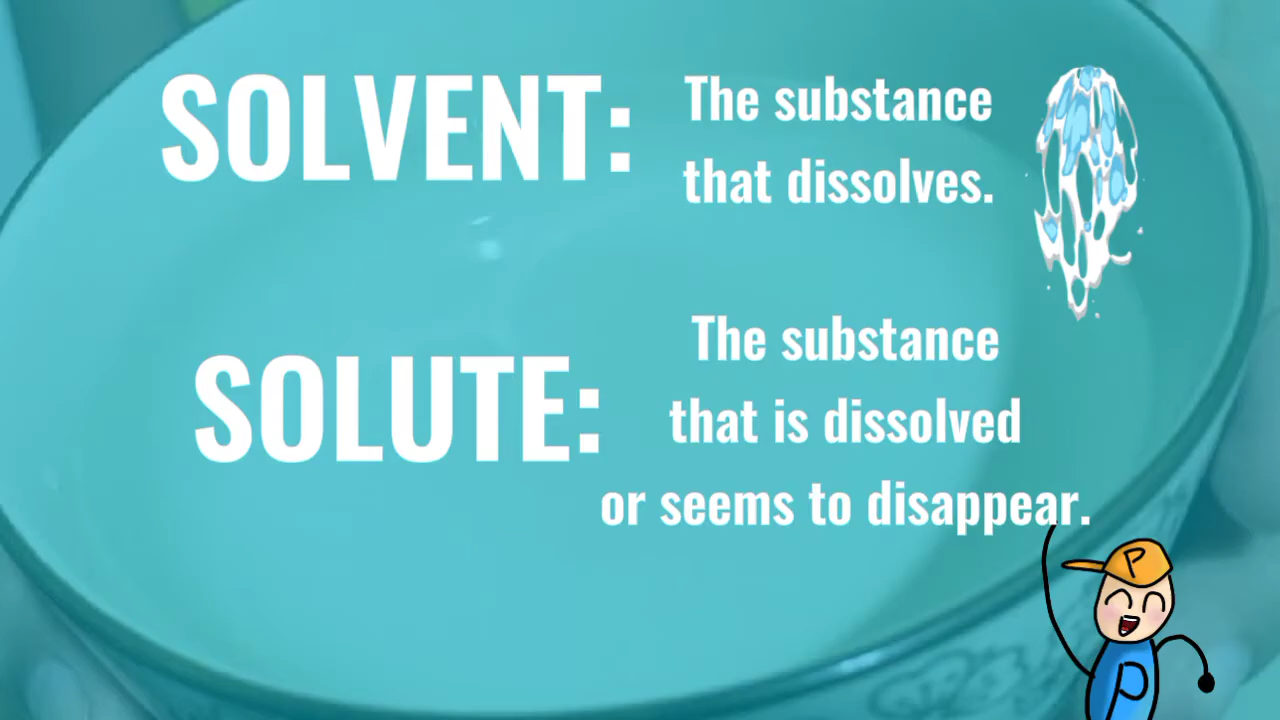 SOLVENT:
The substance
that dissolves.
SOLUTE:
The substance
that is dissolved
or seems to disappear.
P
P